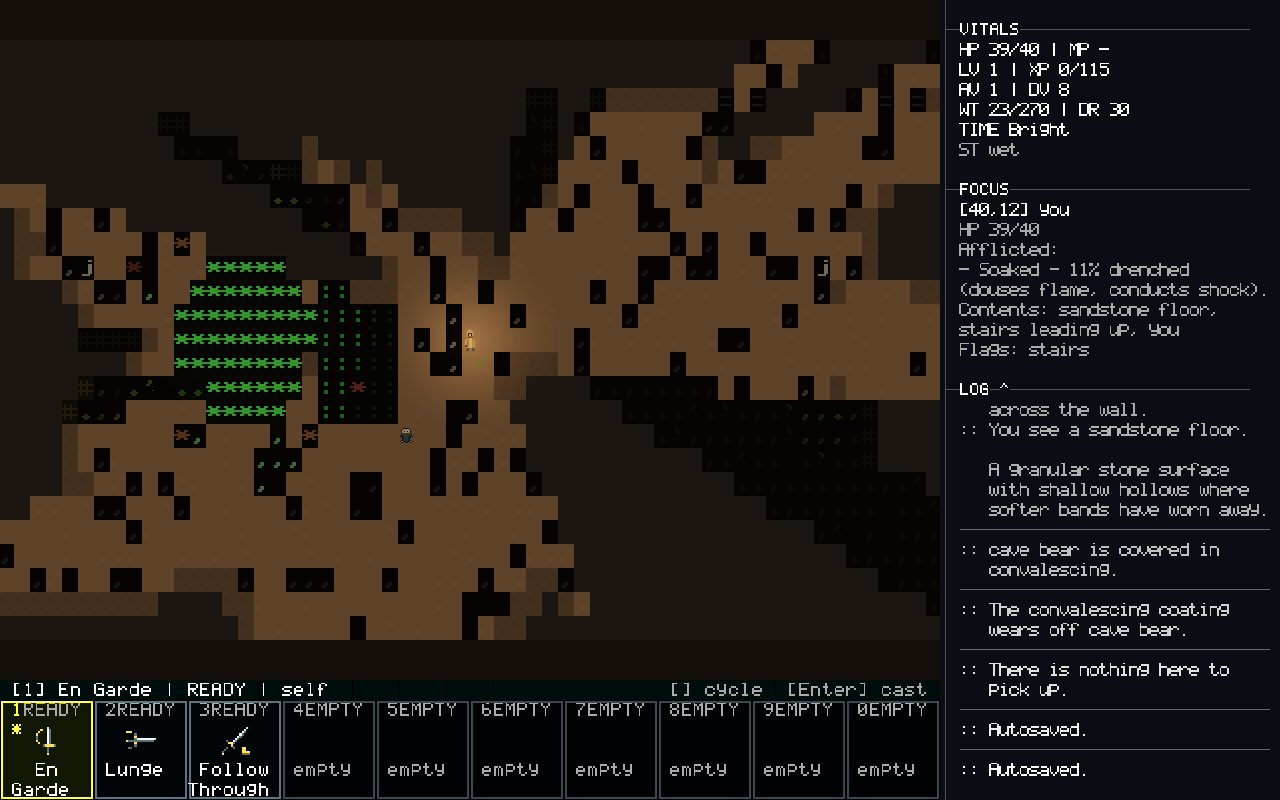 VITALS
HP 39/40 | MP -
LV 1 | XP 0/115
AV 1 | DV 8
WT 23/270 | DR 30
TIME Bright
ST wet
FOCUS
[40,12] You
HP 39/40
Afflicted:
- Soaked - 11% drenched
(douses flame, conducts shock).
Contents: sandstone floor,
stairs leading up, You
Flags: stairs
LOG ^
across the wall.
:: You see a sandstone floor.
A granular stone surface
with shallow hollows where
softer bands have worn away.
:: cave bear is covered in
convalescing.
:: The convalescing coating
wears off cave bear.
:: There is nothing here to
Pick up.
:: Autosaved.
:: Autosaved.
j
j
[1] En Garde | READY | self
[] cycle [Enter] cast
1READY 2READY 3READY 4EMPTY 5EMPTY 6EMPTY 7EMPTY 8EMPTY 9EMPTY 0EMPTY
*
En Garde
Lunge
Follow Through
empty empty empty empty empty empty empty